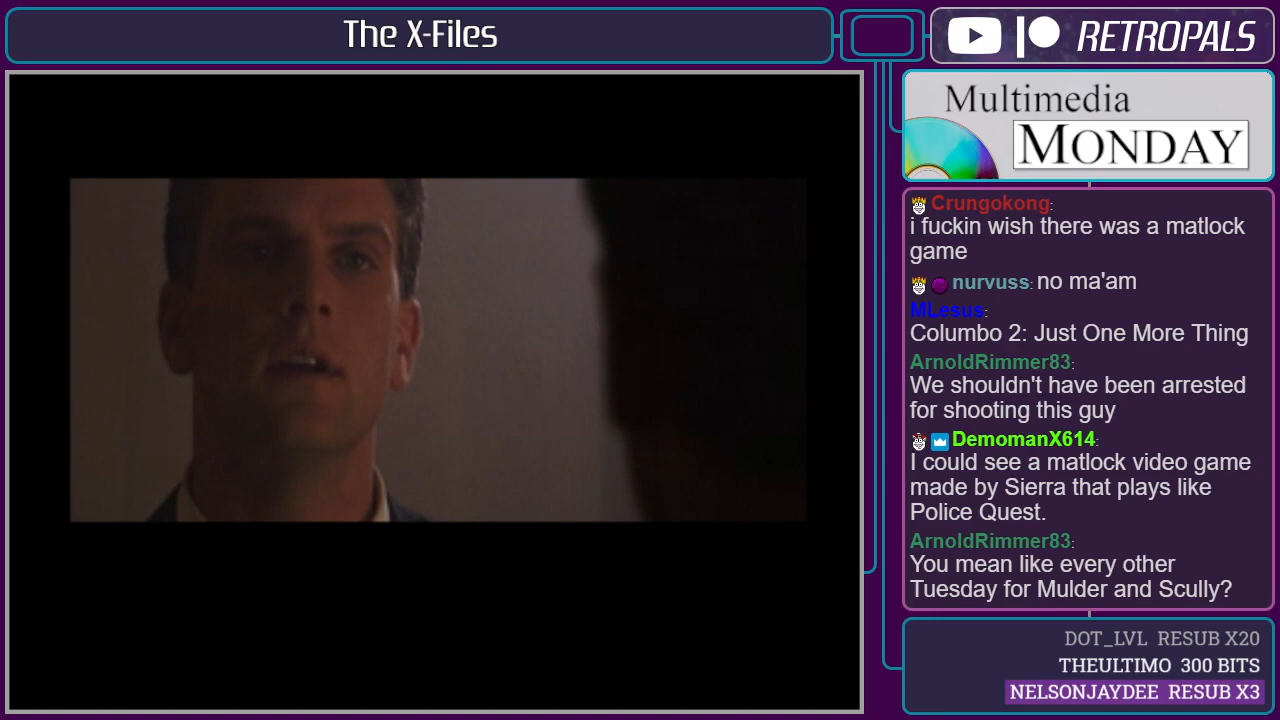 The X-Files
RETROPALS
Multimedia
MONDAY
Crungokong:
i fuckin wish there was a matlock
game
nurvuss: no ma'am
MLesus:
Columbo 2: Just One More Thing
ArnoldRimmer83:
We shouldn't have been arrested
for shooting this guy
DemomanX614:
I could see a matlock video game
made by Sierra that plays like
Police Quest.
ArnoldRimmer83:
You mean like every other
Tuesday for Mulder and Scully?
DOT_LVL RESUB X20
THEULTIMO 300 BITS
NELSONJAYDEE RESUB X3